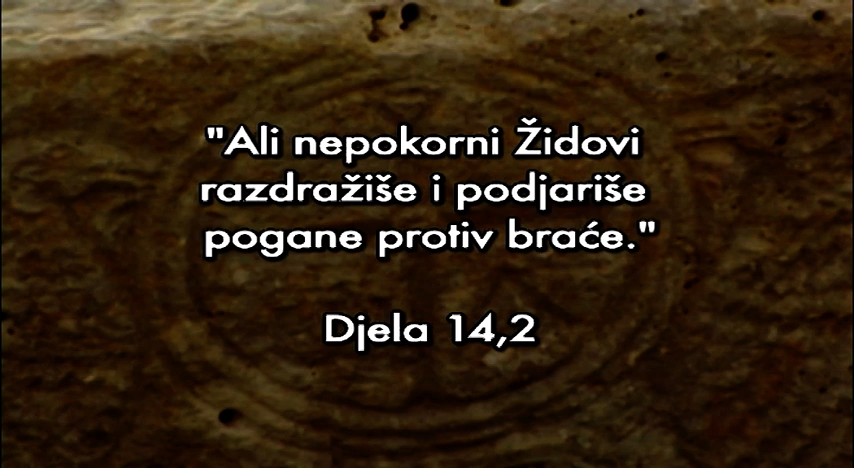 "Ali nepokorni Židovi
razdražiše i podjariše
pogane protiv braće."
Djela 14,2